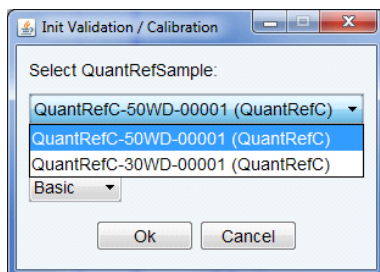 Init Validation / Calibration
Select QuantRefSample:
QuantRefC-50WD-00001 (QuantRefC)
QuantRefC-50WD-00001 (QuantRefC)
QuantRefC-30WD-00001 (QuantRefC)
Basic
Ok Cancel